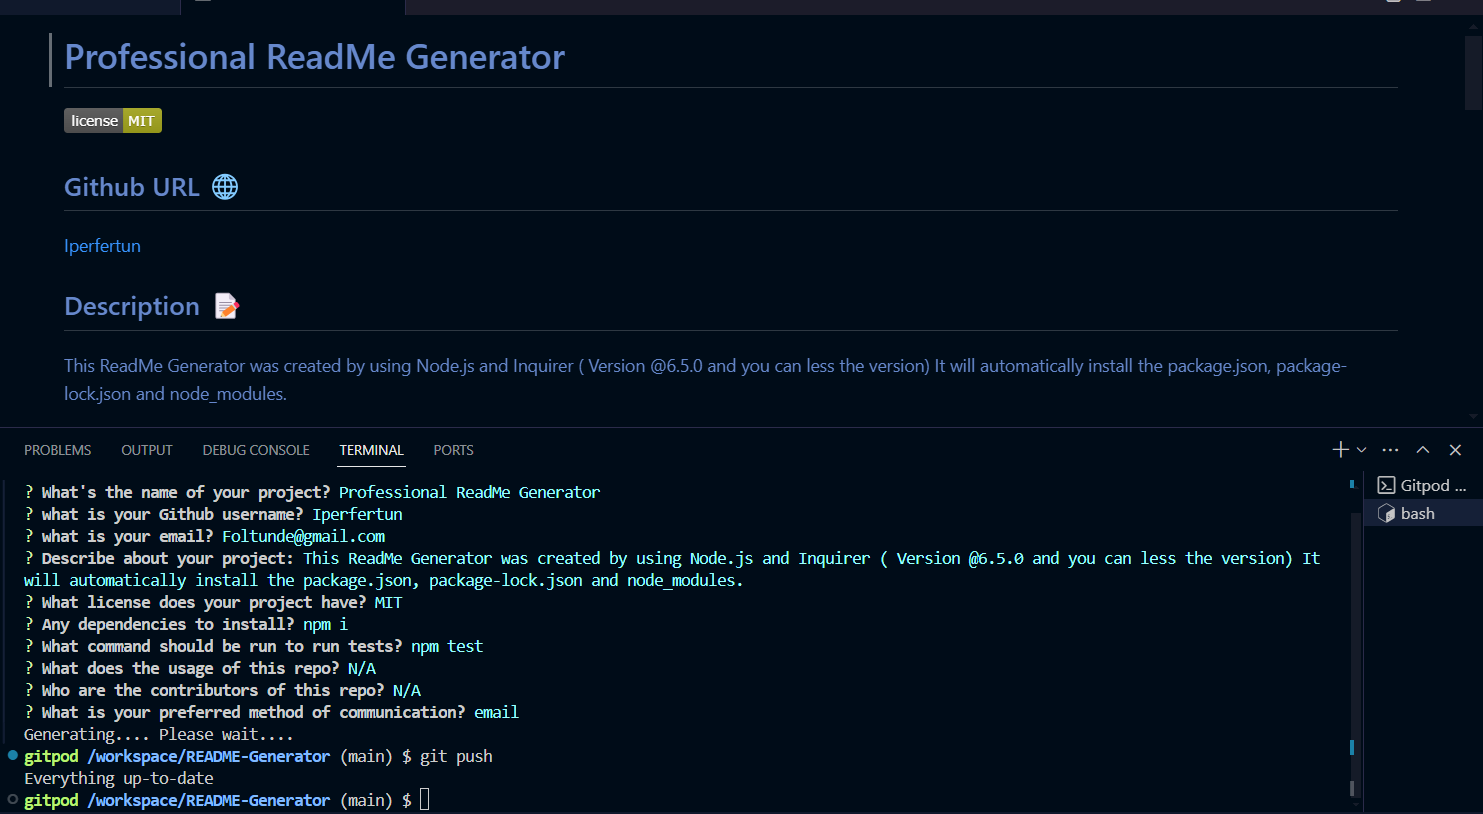 Professional ReadMe Generator
license MIT
Github URL
Iperfertun
Description
This ReadMe Generator was created by using Node.js and Inquirer ( Version @6.5.0 and you can less the version) It will automatically install the package.json, package-
lock.json and node_modules.
PROBLEMS OUTPUT DEBUG CONSOLE TERMINAL PORTS
? What's the name of your project? Professional ReadMe Generator
? what is your Github username? Iperfertun
? what is your email? Foltunde@gmail.com
? Describe about your project: This ReadMe Generator was created by using Node.js and Inquirer ( Version @6.5.0 and you can less the version) It
will automatically install the package.json, package-lock.json and node_modules.
? What license does your project have? MIT
? Any dependencies to install? npm i
? What command should be run to run tests? npm test
? What does the usage of this repo? N/A
? Who are the contributors of this repo? N/A
? What is your preferred method of communication? email
Generating.... Please wait....
gitpod /workspace/README-Generator (main) $ git push
Everything up-to-date
gitpod /workspace/README-Generator (main) $
Gitpod ...
bash